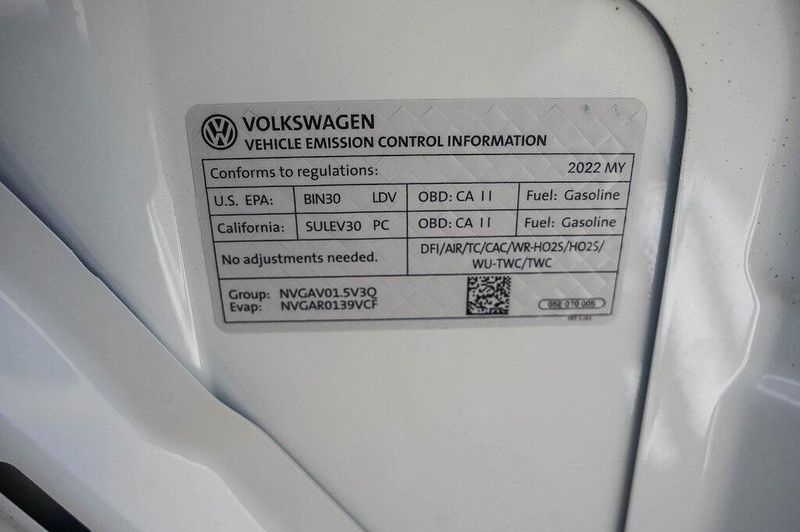 VOLKSWAGEN
VEHICLE EMISSION CONTROL INFORMATION
Conforms to regulations: 2022 MY
U.S. EPA: BIN30 LDV OBD: CA II Fuel: Gasoline
California: SULEV30 PC OBD: CA II Fuel: Gasoline
No adjustments needed. DFI/AIR/TC/CAC/WR-HO2S/HO2S/
WU-TWC/TWC
Group: NVGAV01.5V3Q
Evap: NVGAR0139VCF
05E 010 005